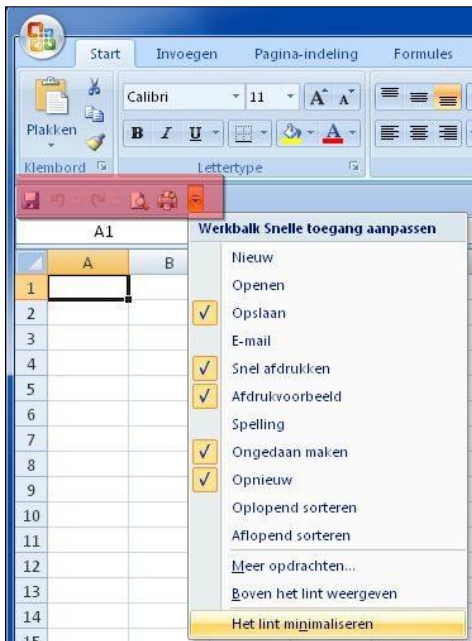 Start Invoegen Pagina-indeling Formules
Calibri 11 A A
Plakken B I U A
Klembord Lettertype
A1
Werkbalk Snelle toegang aanpassen
A B
Nieuw
1
Openen
2
Opslaan
3
E-mail
4
Snel afdrukken
5
Afdrukvoorbeeld
6
Spelling
7
Ongedaan maken
8
Opnieuw
9
Oplopend sorteren
10
Aflopend sorteren
11
Meer opdrachten...
12
Boven het lint weergeven
13
Het lint minimaliseren
14
15